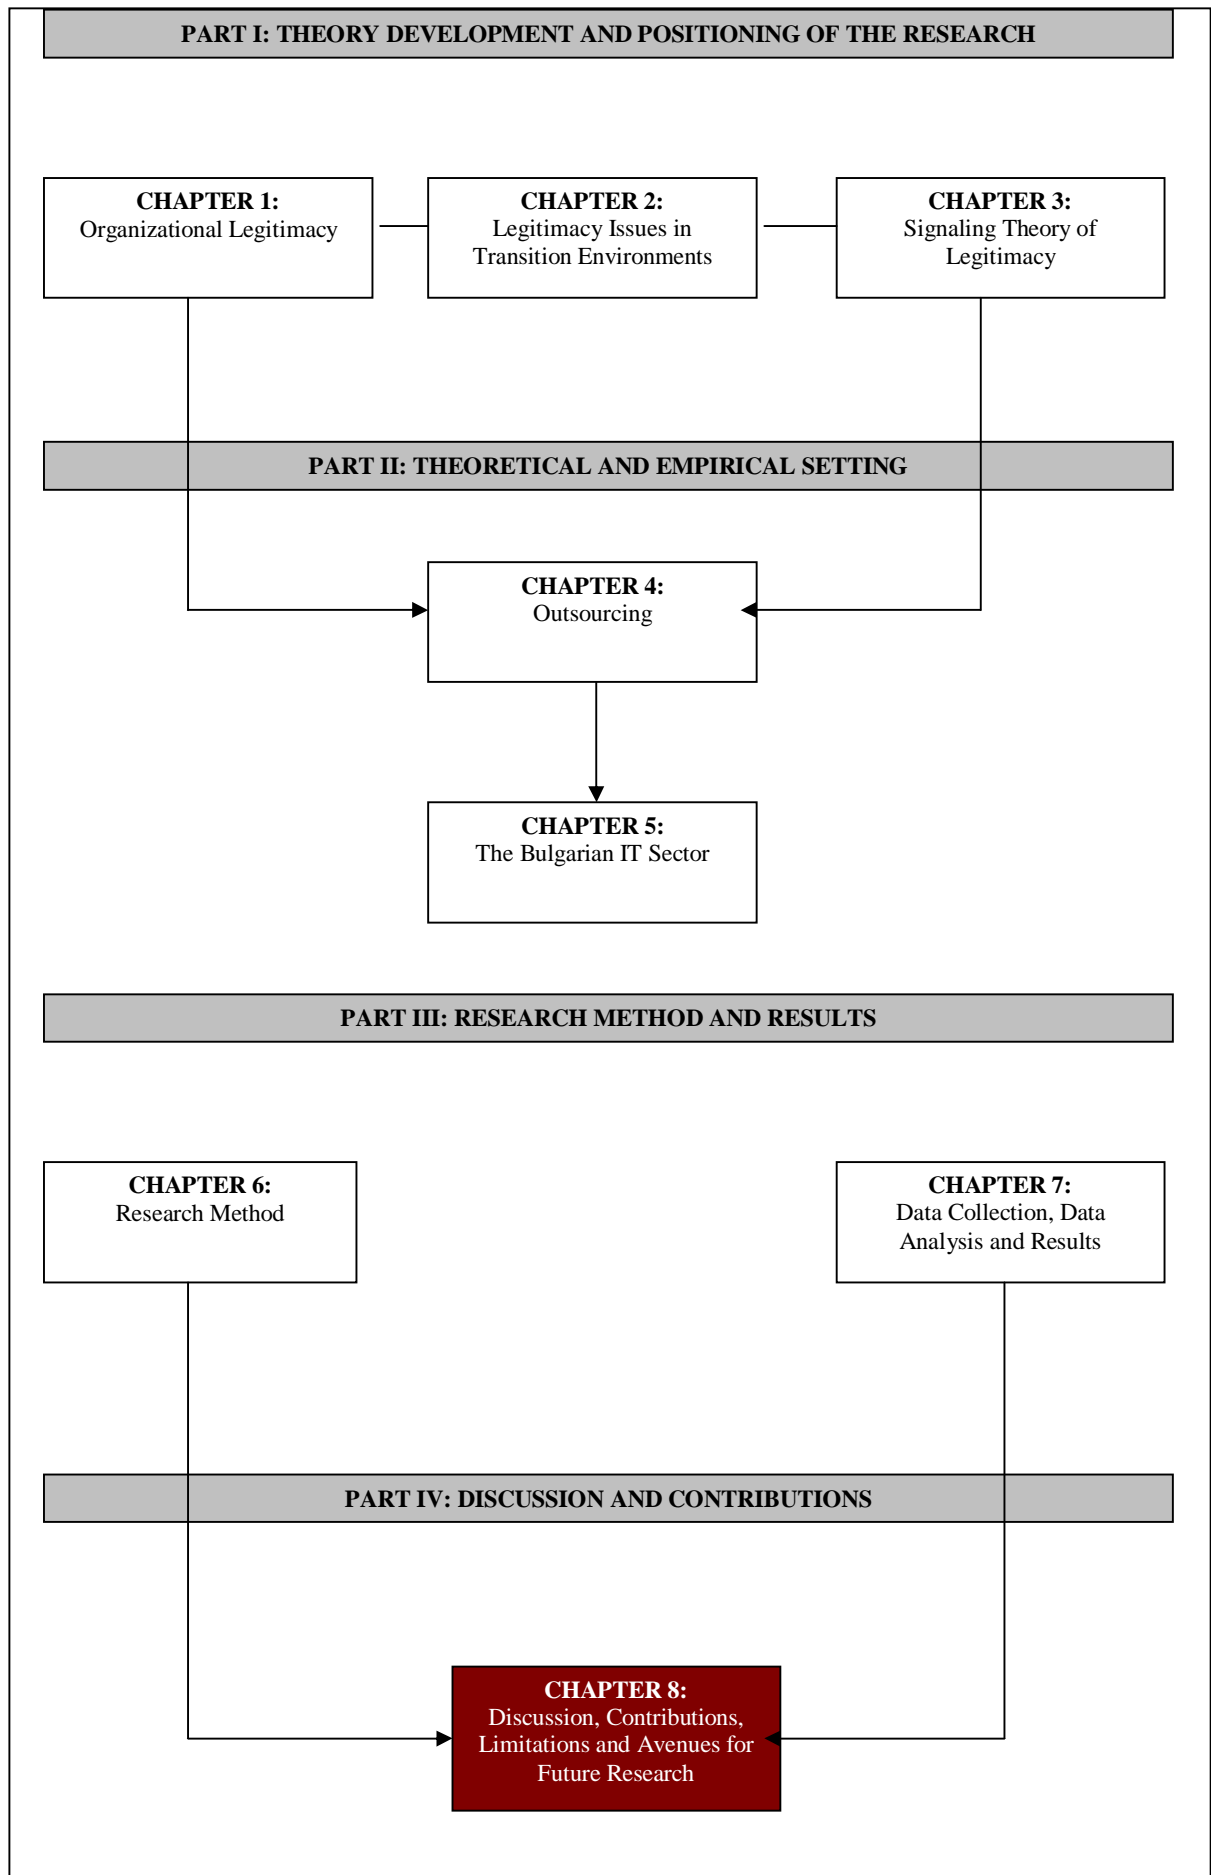 PART I: THEORY DEVELOPMENT AND POSITIONING OF THE RESEARCH
CHAPTER 1:
Organizational Legitimacy
CHAPTER 2:
Legitimacy Issues in
Transition Environments
CHAPTER 3:
Signaling Theory of
Legitimacy
PART II: THEORETICAL AND EMPIRICAL SETTING
CHAPTER 4:
Outsourcing
CHAPTER 5:
The Bulgarian IT Sector
PART III: RESEARCH METHOD AND RESULTS
CHAPTER 6:
Research Method
CHAPTER 7:
Data Collection, Data
Analysis and Results
PART IV: DISCUSSION AND CONTRIBUTIONS
CHAPTER 8:
Discussion, Contributions,
Limitations and Avenues for
Future Research